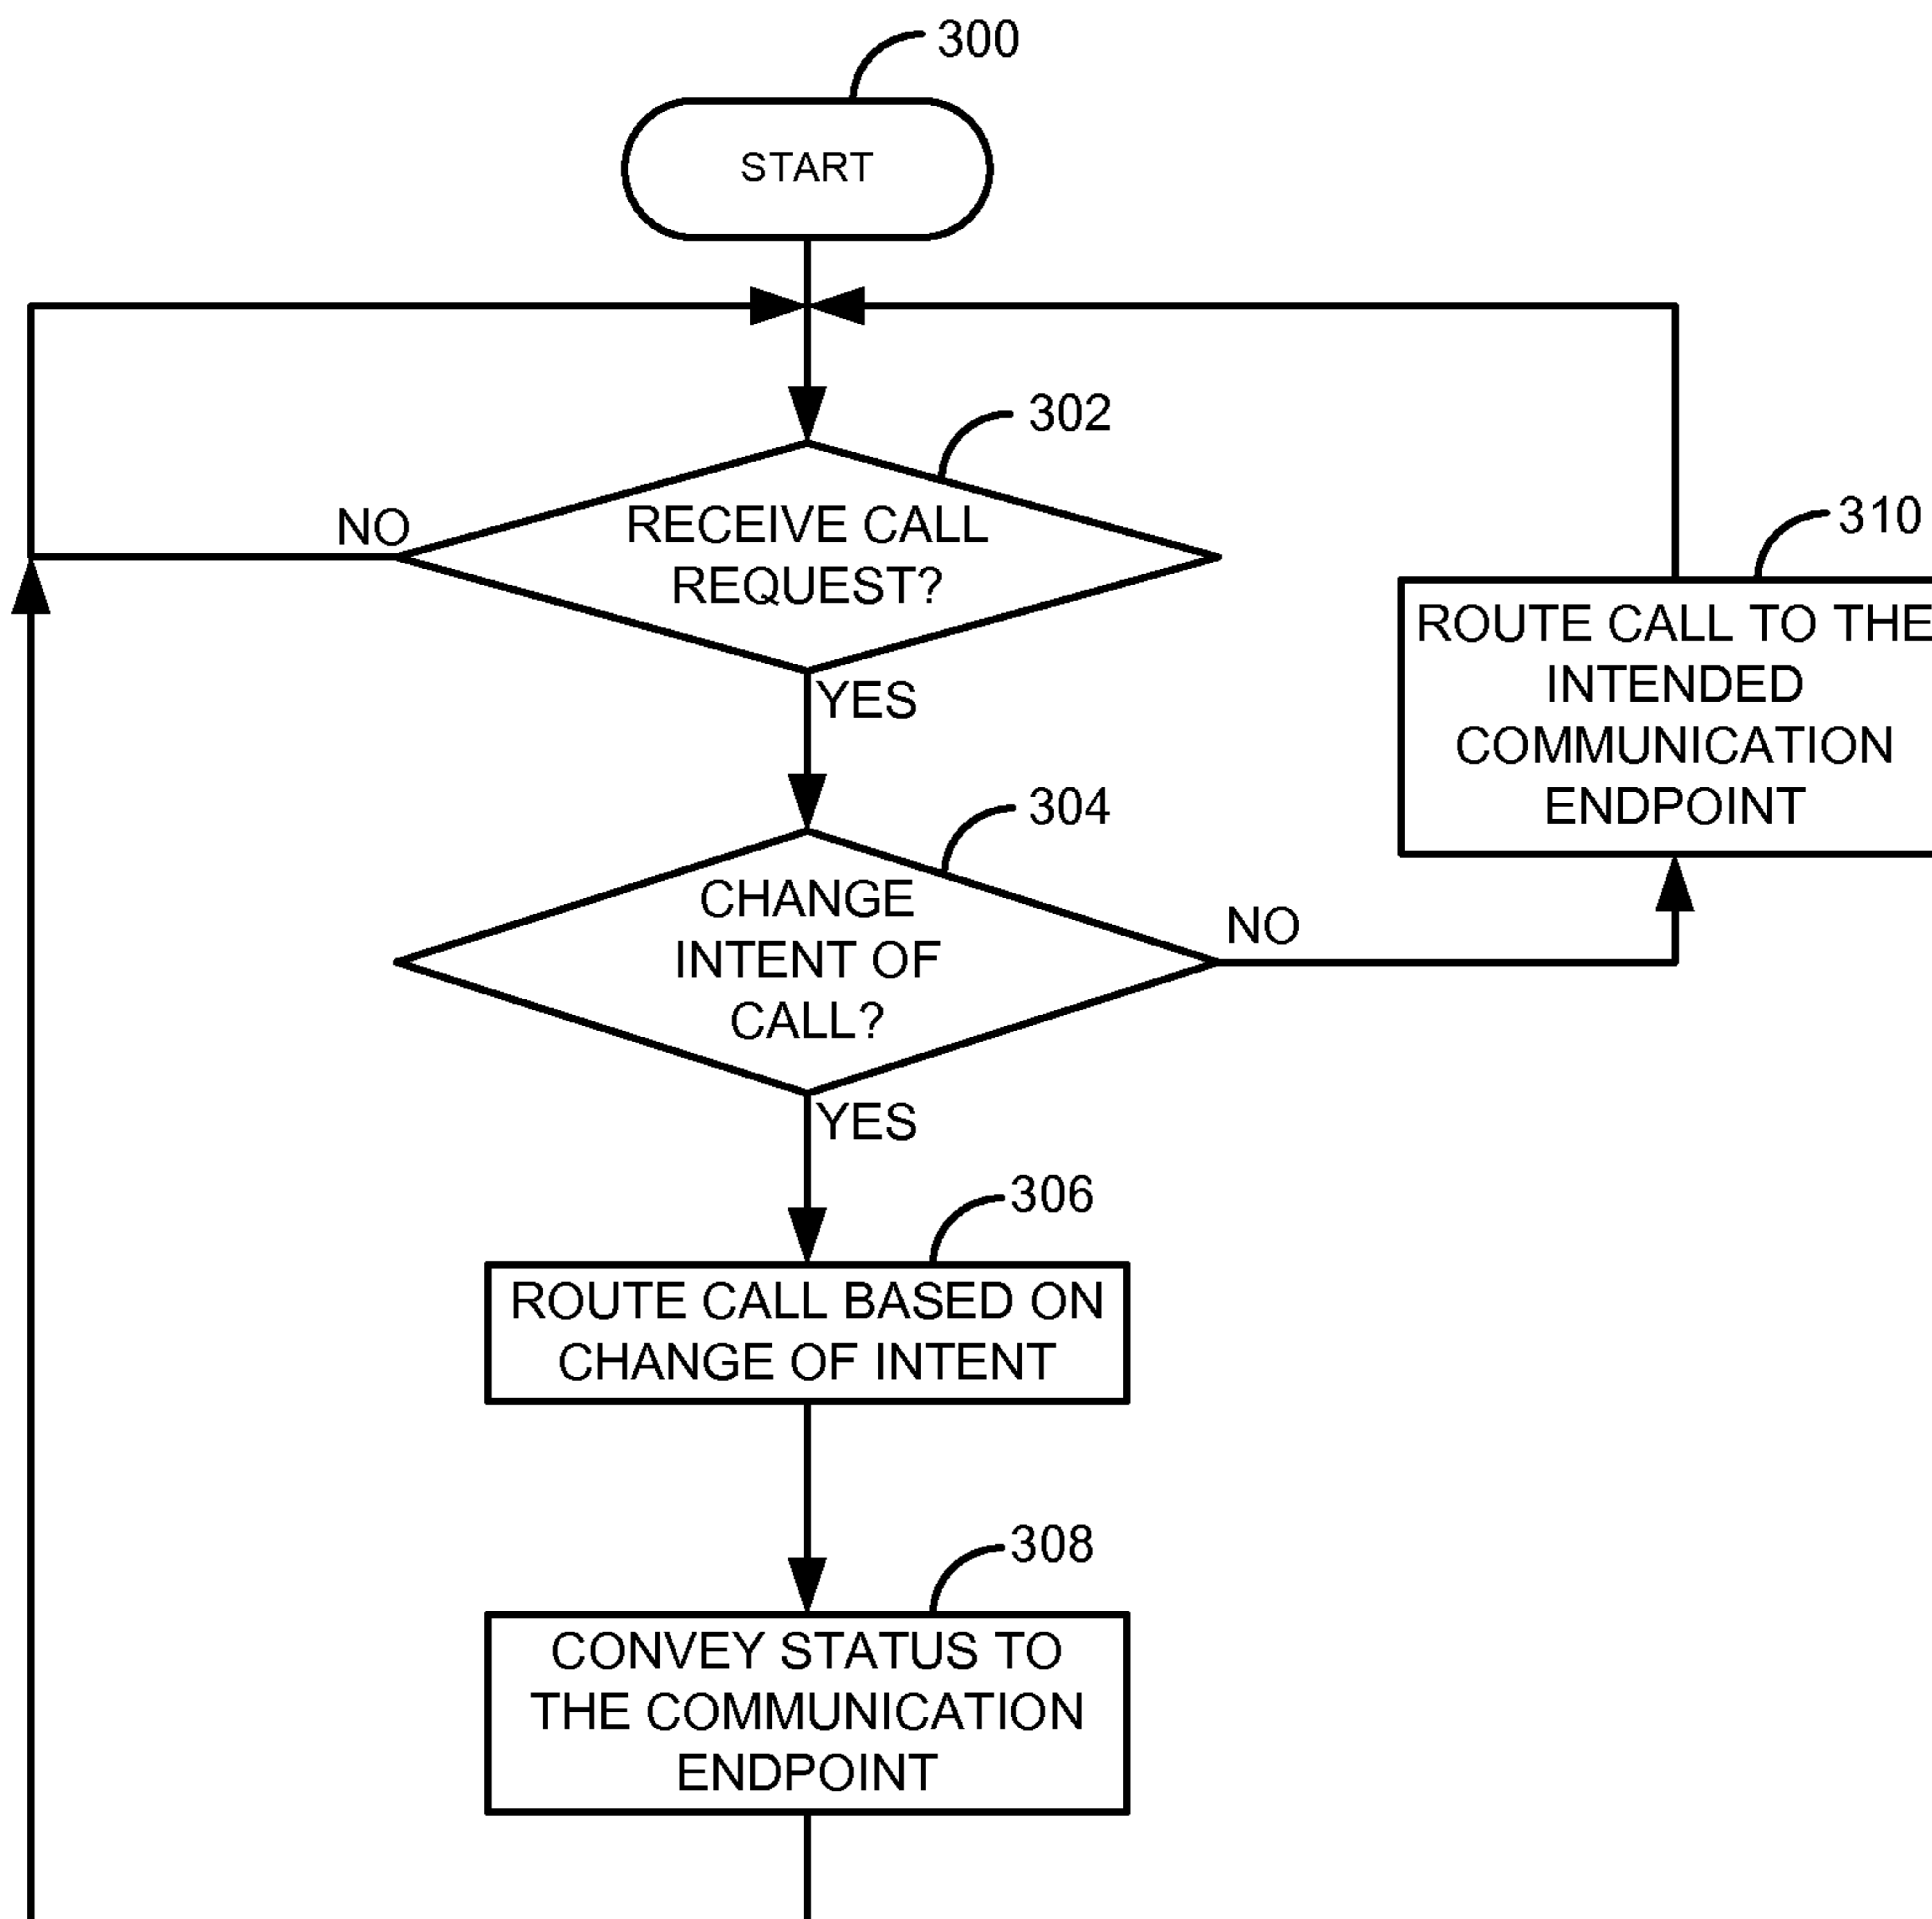 300
START
302
RECEIVE CALL
REQUEST?
NO
YES
310
ROUTE CALL TO THE
INTENDED
COMMUNICATION
ENDPOINT
304
CHANGE
INTENT OF
CALL?
NO
YES
306
ROUTE CALL BASED ON
CHANGE OF INTENT
308
CONVEY STATUS TO
THE COMMUNICATION
ENDPOINT